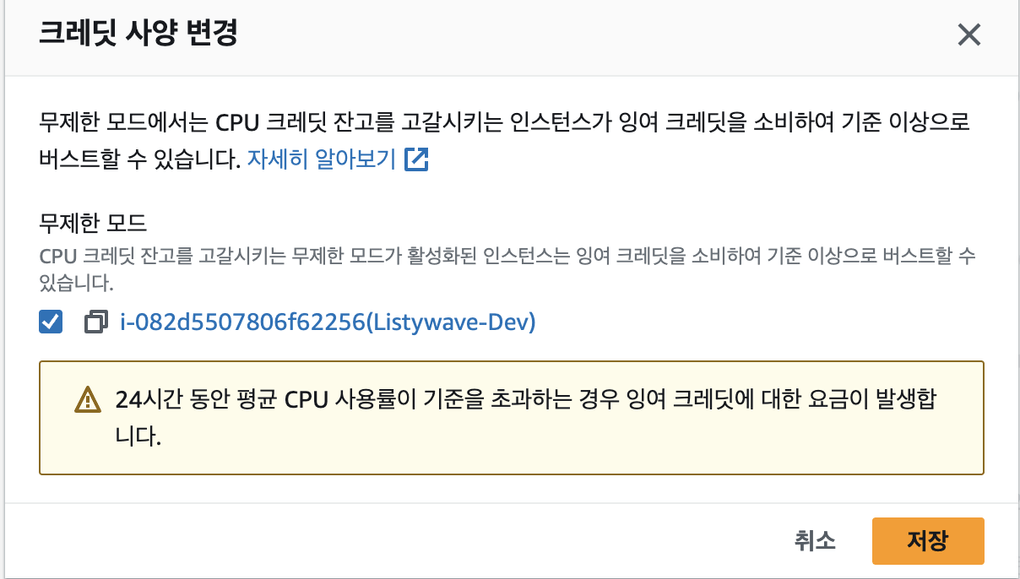 크레딧 사양 변경
무제한 모드에서는 CPU 크레딧 잔고를 고갈시키는 인스턴스가 잉여 크레딧을 소비하여 기준 이상으로
버스트할 수 있습니다. 자세히 알아보기
무제한 모드
CPU 크레딧 잔고를 고갈시키는 무제한 모드가 활성화된 인스턴스는 잉여 크레딧을 소비하여 기준 이상으로 버스트할 수
있습니다.
i-082d5507806f62256(Listywave-Dev)
24시간 동안 평균 CPU 사용률이 기준을 초과하는 경우 잉여 크레딧에 대한 요금이 발생합
니다.
취소 저장